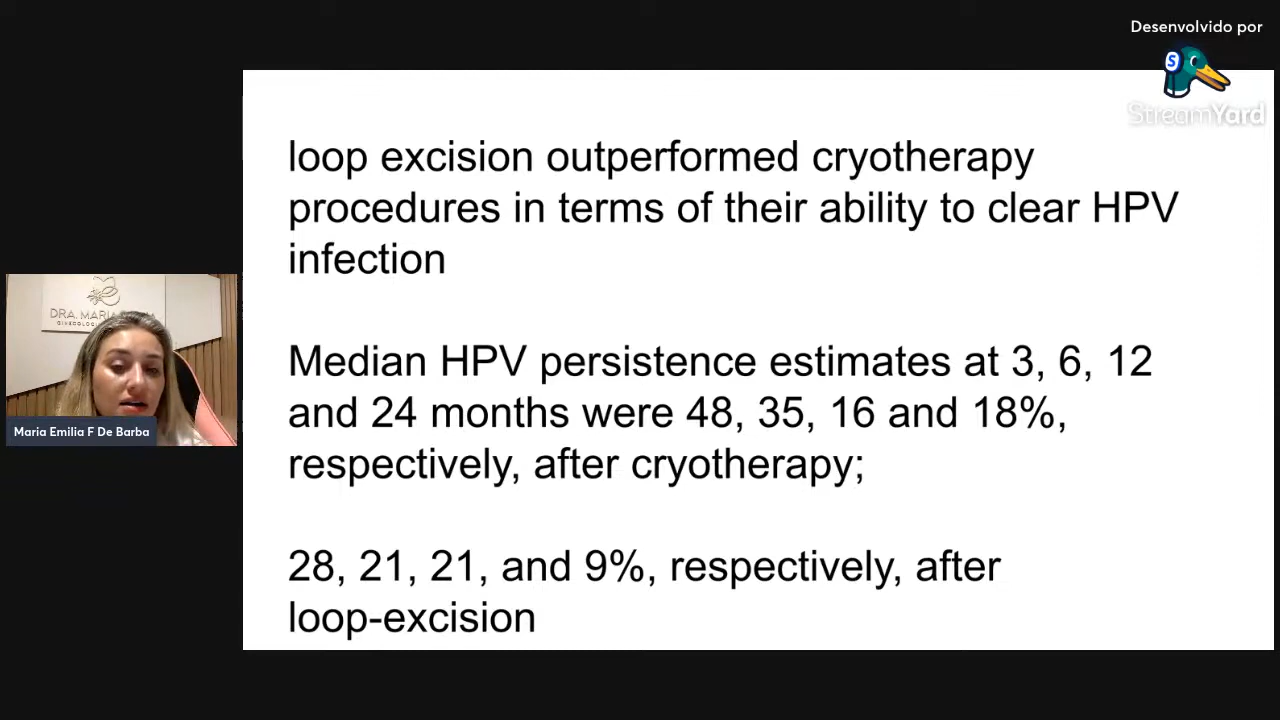 Desenvolvido por
StreamYard
loop excision outperformed cryotherapy
procedures in terms of their ability to clear HPV
infection
Median HPV persistence estimates at 3, 6, 12
and 24 months were 48, 35, 16 and 18%,
respectively, after cryotherapy;
28, 21, 21, and 9%, respectively, after
loop-excision
DRA. MARIA
Maria Emilia F De Barba